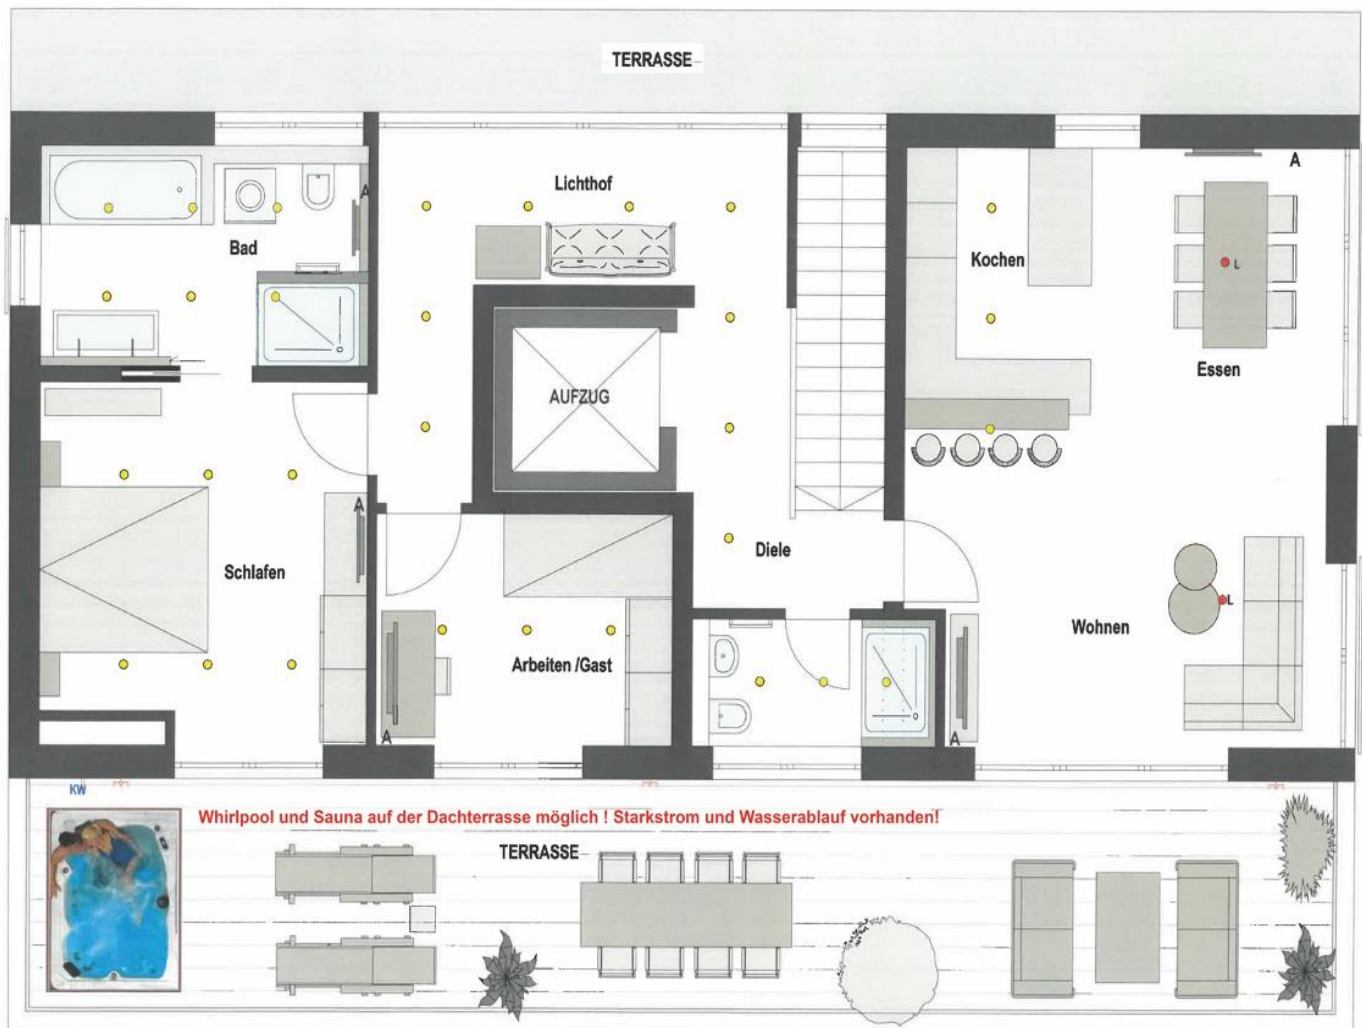 TERRASSE
Lichthof
A
A
Bad
Kochen
L
Essen
AUFZUG
A
Schlafen
Diele
L
Wohnen
Arbeiten /Gast
A
A
KW
Whirlpool und Sauna auf der Dachterrasse möglich ! Starkstrom und Wasserablauf vorhanden!
TERRASSE